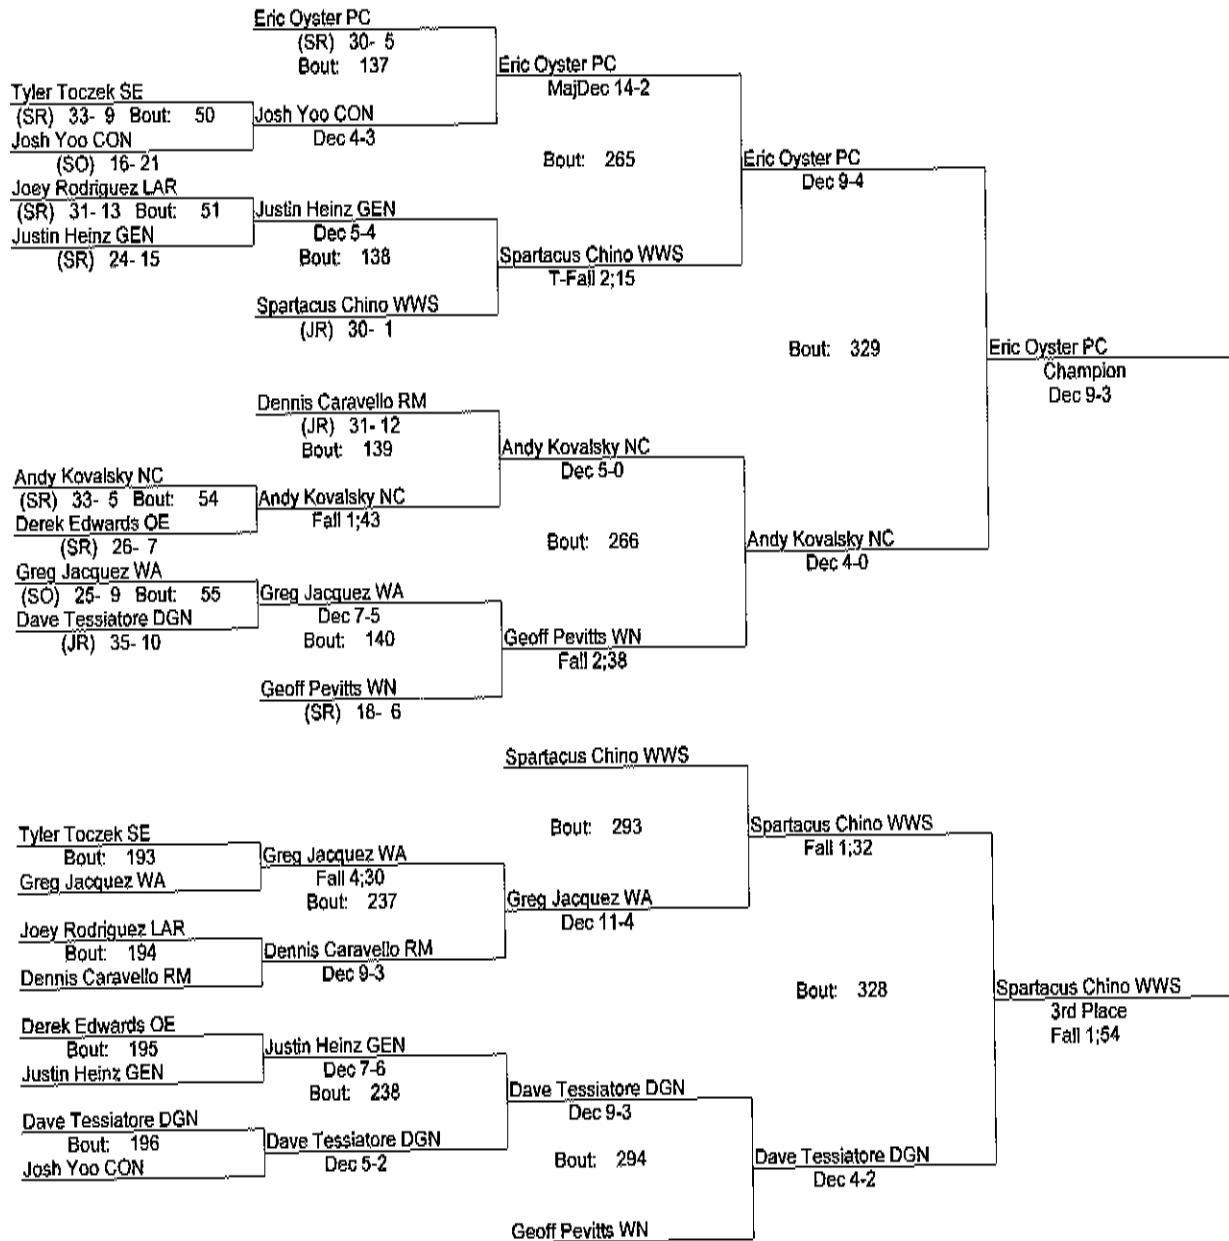 Eric Oyster PC
(SR) 30- 5
Bout: 137
Eric Oyster PC
MajDec 14-2
Tyler Toczek SE
(SR) 33- 9 Bout: 50
Josh Yoo CON
Dec 4-3
Josh Yoo CON
(SO) 16- 21
Bout: 265
Eric Oyster PC
Dec 9-4
Joey Rodriguez LAR
(SR) 31- 13 Bout: 51
Justin Heinz GEN
Dec 5-4
Bout: 138
Justin Heinz GEN
(SR) 24- 15
Spartacus Chino WWS
T-Fall 2;15
Spartacus Chino WWS
(JR) 30- 1
Bout: 329
Eric Oyster PC
Champion
Dec 9-3
Dennis Caravello RM
(JR) 31- 12
Bout: 139
Andy Kovalsky NC
Dec 5-0
Andy Kovalsky NC
(SR) 33- 5 Bout: 54
Andy Kovalsky NC
Fall 1;43
Derek Edwards OE
(SR) 26- 7
Bout: 266
Andy Kovalsky NC
Dec 4-0
Greg Jacquez WA
(SO) 25- 9 Bout: 55
Greg Jacquez WA
Dec 7-5
Bout: 140
Dave Tessiatore DGN
(JR) 35- 10
Geoff Pevitts WN
Fall 2;38
Geoff Pevitts WN
(SR) 18- 6
Spartacus Chino WWS
Bout: 293
Spartacus Chino WWS
Fall 1;32
Tyler Toczek SE
Bout: 193
Greg Jacquez WA
Greg Jacquez WA
Fall 4;30
Bout: 237
Greg Jacquez WA
Dec 11-4
Joey Rodriguez LAR
Bout: 194
Dennis Caravello RM
Dennis Caravello RM
Dec 9-3
Bout: 328
Spartacus Chino WWS
3rd Place
Fall 1;54
Derek Edwards OE
Bout: 195
Justin Heinz GEN
Justin Heinz GEN
Dec 7-6
Bout: 238
Dave Tessiatore DGN
Dec 9-3
Dave Tessiatore DGN
Bout: 196
Josh Yoo CON
Dave Tessiatore DGN
Dec 5-2
Bout: 294
Dave Tessiatore DGN
Dec 4-2
Geoff Pevitts WN